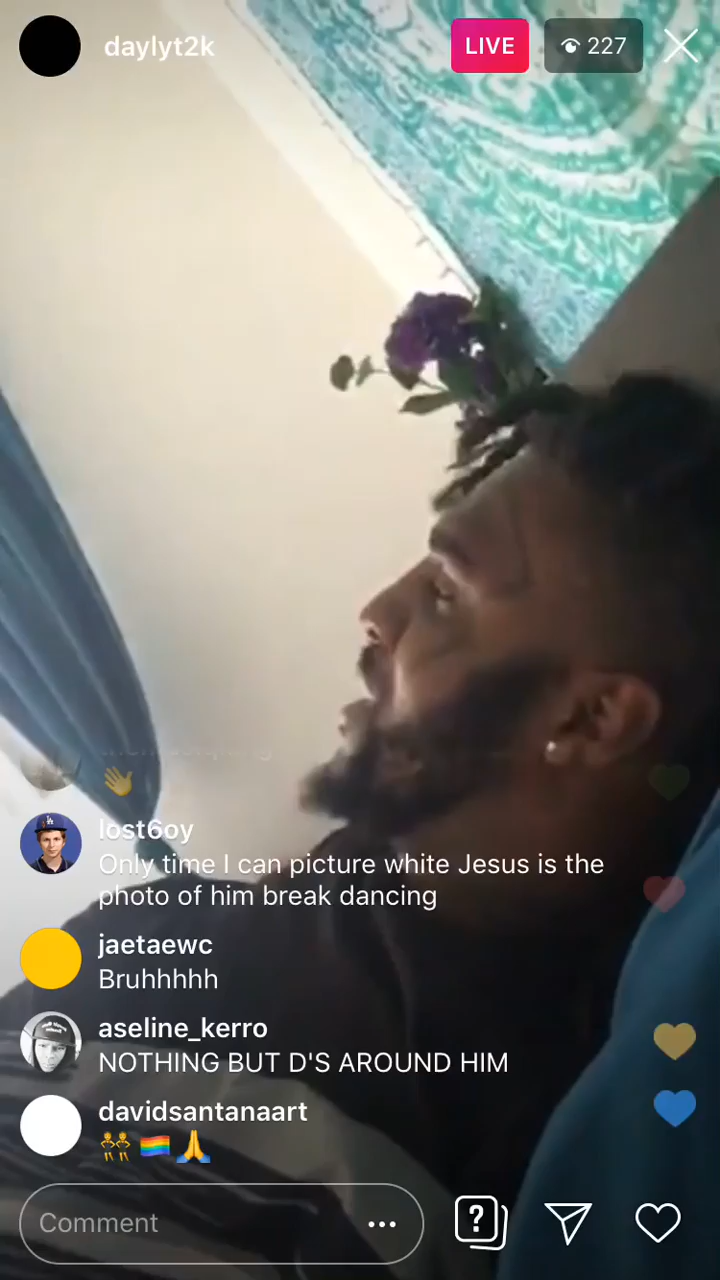 daylyt2k
LIVE
227
lost6oy
Only time I can picture white Jesus is the
photo of him break dancing
jaetaewc
Bruhhhhh
aseline_kerro
NOTHING BUT D'S AROUND HIM
davidsantanaart
👯🏳️‍🌈🙏
Comment